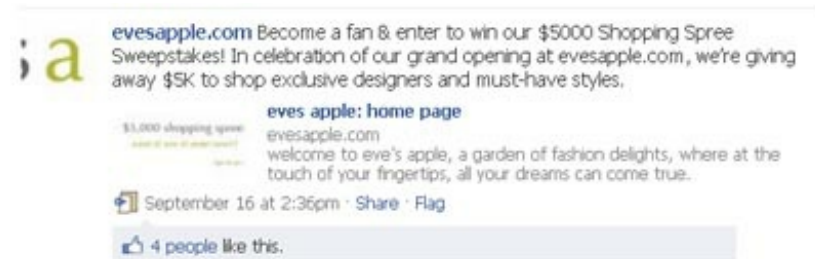 s a
evesapple.com Become a fan & enter to win our $5000 Shopping Spree
Sweepstakes! In celebration of our grand opening at evesapple.com, we're giving
away $5K to shop exclusive designers and must-have styles.
eves apple: home page
$5,000 shopping spree
evesapple.com
welcome to eve's apple, a garden of fashion delights, where at the
touch of your fingertips, all your dreams can come true.
September 16 at 2:36pm · Share · Flag
4 people like this.